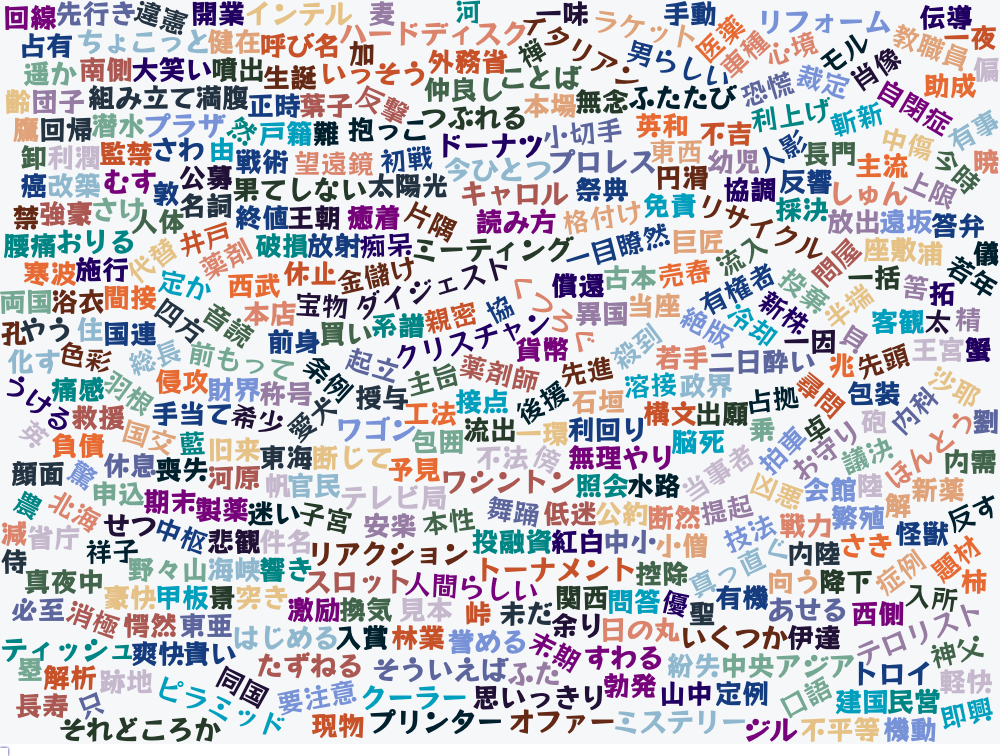 回線 先行き 違憲 開業 インテル 妻 河 一味 ラケット 手動 リフォーム 伝導
占有 ちょこっと 健在 呼び名 加 ハードディスク 禅 イタリアン 男らしい 医薬 車種 心境 モル 肖像 教職員 一夜
遥か 南側 大笑い 噴出 生誕 いっそう 外務省 ことば 仲良し 恐慌 裁定 助成 偏
齢 団子 組み立て 満腹 正時 葉子 反撃 つぶれる 本場 無念 ふたたび 利上げ 斬新 自閉症 有事
鷹 回帰 潜水 プラザ 急 戸籍 難 抱っこ ドーナツ 小切手 英和 不吉 人影 長門 中傷 今時 暁
卸 利潤 監禁 さわ 由 戦術 望遠鏡 初戦 今ひとつ プロレス 東西 幼児 主流
癌 改築 むす 敦 公募 果てしない 太陽光 キャロル 祭典 円滑 協調 反響 しゅん 上限
禁 強豪 さけ 人体 名詞 終値 王朝 癒着 片隅 読み方 格付け 免責 リサイクル 採決 放出 遠坂 答弁
腰痛 おりる 代替 井戸 薬剤 破損 放射 痴呆 ミーティング 一目瞭然 巨匠 流入 問屋 座敷 浦 儀
寒波 施行 定か 西武 休止 金儲け ダイジェスト 協 くつろぐ 償還 古本 売春 有権者 投棄 半端 一括 筈 拓 若年
両国 浴衣 間接 四方 音読 本店 宝物 異国 当座 絶版 冷却 新株
孔 やう 住 国連 前身 買い 系譜 親密 クリスチャン 貨幣 殺到 一因 貝 客観 太 精
化す 色彩 総長 前もって 条例 起立 主旨 薬剤師 先進 若手 二日酔い 兆 先頭 王宮 蟹
うける 痛感 羽根 侵攻 財界 称号 愛犬 授与 工法 接点 後援 石垣 溶接 政界 占拠 尋問 包装 沙耶
救援 手当て 希少 ワゴン 包囲 流出 一環 利回り 構文 出願 乗 卓 砲 内科 劉
英 負債 国交 藍 旧来 東海 断じて 予見 不法 倍 無理やり 脳死 当事者 拍車 お守り 議決 ほんとう 内需
顔面 驚 休息 喪失 河原 帆 官民 テレビ局 ワシントン 照会 水路 凶悪 会館 陸 解 新薬
農 北海 申込 期末 製薬 迷い 子宮 安楽 本性 舞踊 低迷 公約 断然 提起 技法 戦力 繁殖 怪獣 反す
減 省庁 せつ 中枢 悲観 件名 リアクション 投融資 紅白 中小 小僧 真っ直ぐ 内陸 さき 題材
侍 祥子 真夜中 野々山 海峡 響き スロット 人間らしい トーナメント 控除 向う 降下 症例 柿
必至 消極 豪快 甲板 景 突き 激励 換気 見本 峠 未だ 関西 問答 優 聖 有機 あせる 西側 入所
ティッシュ 愕然 東亜 はじめる 入賞 林業 誉める 末期 余り 日の丸 いくつか 伊達 テロリスト 神父
塁 解析 跡地 爽快 貴い たずねる そういえば ふた すわる 紛失 中央アジア トロイ 軽快
長寿 只 ピラミッド 同国 要注意 クーラー 思いっきり 勃発 山中 定例 口語 建国 民営 即興
それどころか 現物 プリンター オファー ミステリー ジル 不平等 機動